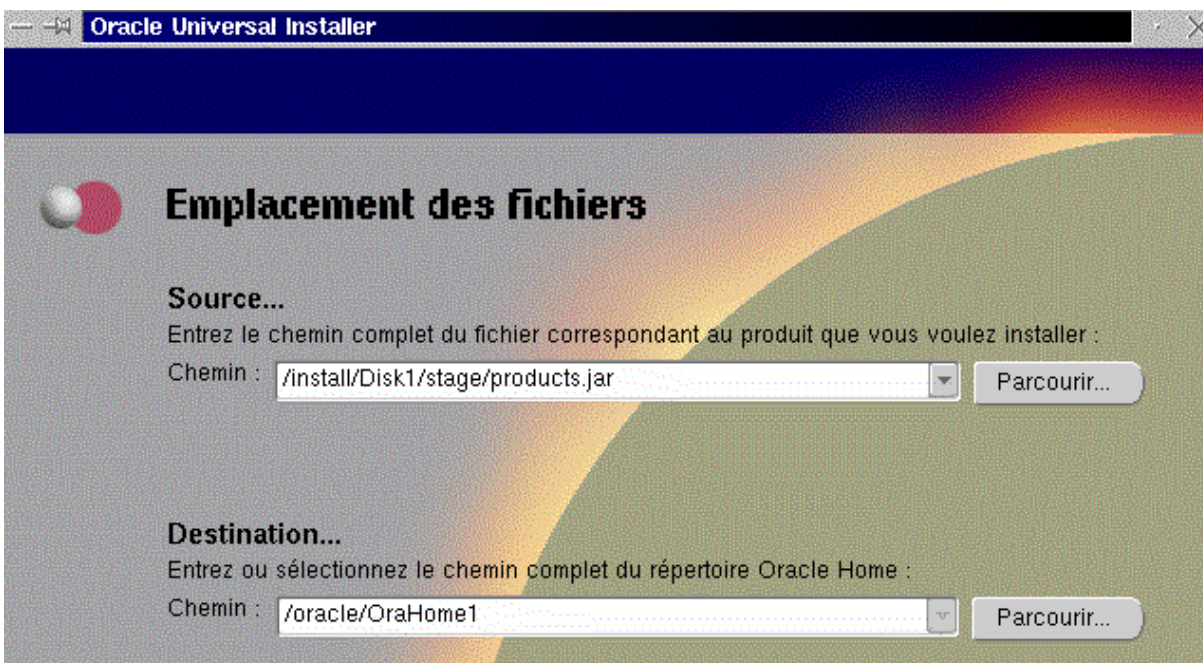 Oracle Universal Installer
Emplacement des fichiers
Source...
Entrez le chemin complet du fichier correspondant au produit que vous voulez installer :
Chemin : /install/Disk1/stage/products.jar Parcourir...
Destination...
Entrez ou sélectionnez le chemin complet du répertoire Oracle Home :
Chemin : /oracle/OraHome1 Parcourir...